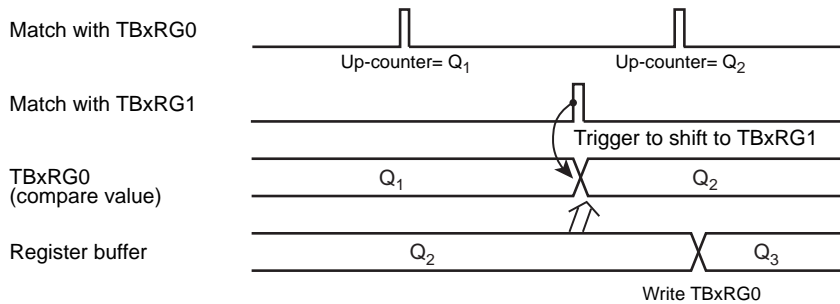 Match with TBxRG0
Up-counter= Q₁
Up-counter= Q₂
Match with TBxRG1
Trigger to shift to TBxRG1
TBxRG0
(compare value)
Q₁
Q₂
Register buffer
Q₂
Q₃
Write TBxRG0